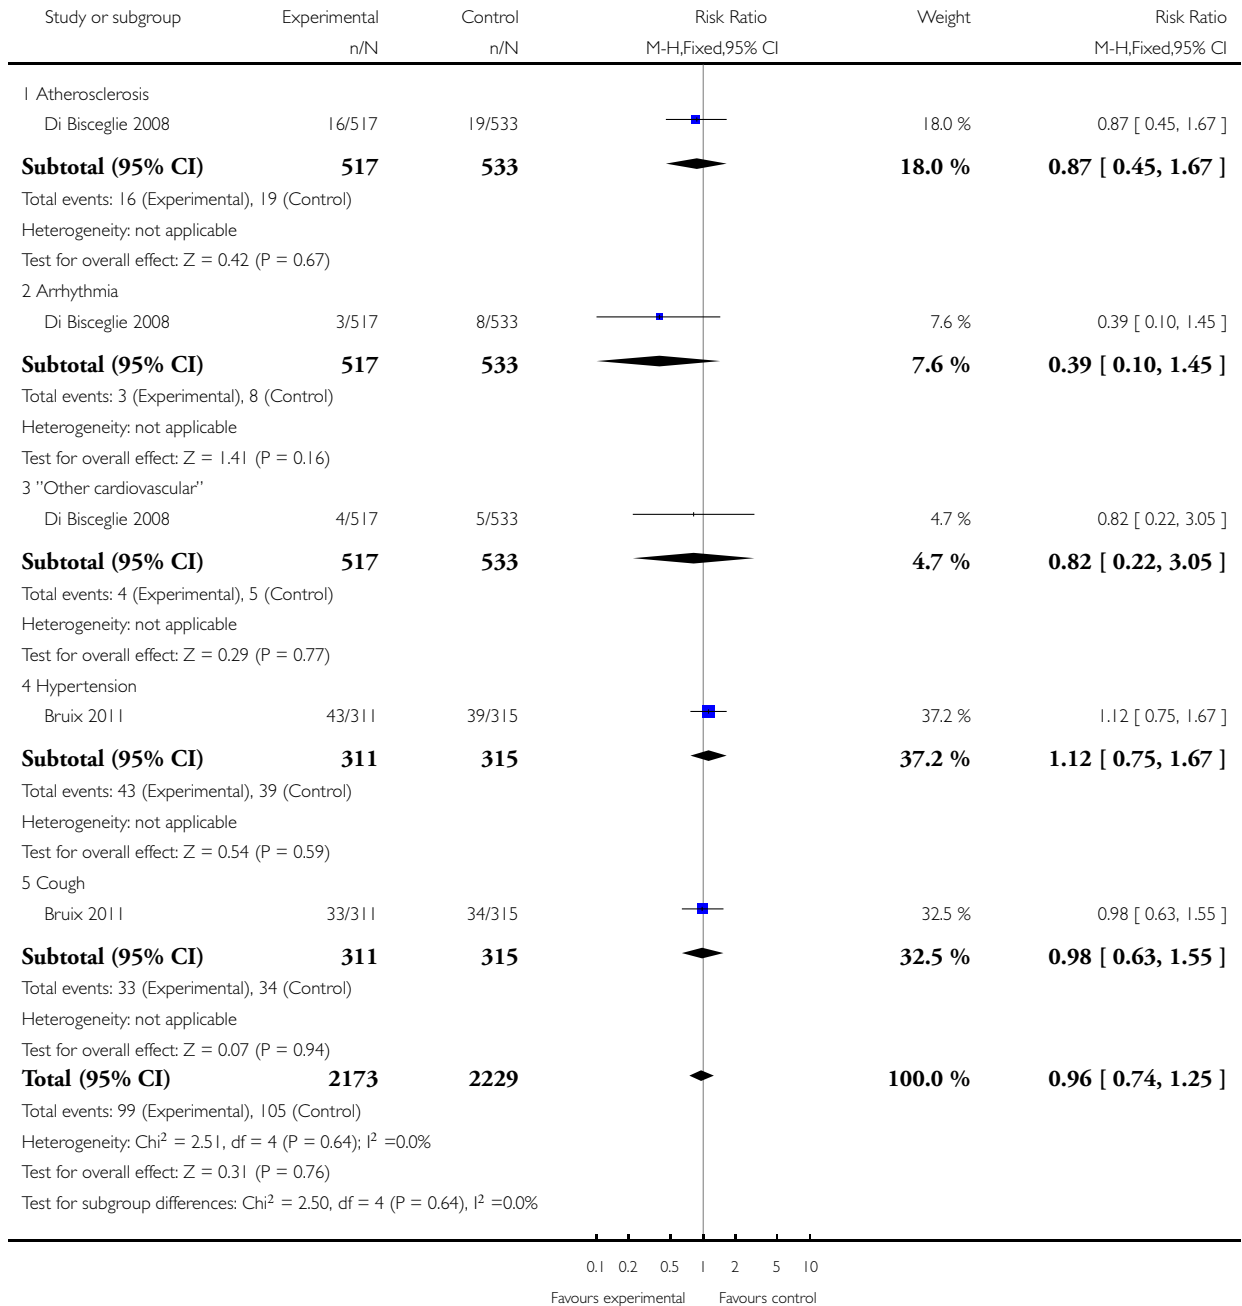 Study or subgroup Experimental Control Risk Ratio Weight Risk Ratio
n/N n/N M-H,Fixed,95% CI M-H,Fixed,95% CI
1 Atherosclerosis
Di Bisceglie 2008 16/517 19/533 18.0 % 0.87 [ 0.45, 1.67 ]
Subtotal (95% CI) 517 533 18.0 % 0.87 [ 0.45, 1.67 ]
Total events: 16 (Experimental), 19 (Control)
Heterogeneity: not applicable
Test for overall effect: Z = 0.42 (P = 0.67)
2 Arrhythmia
Di Bisceglie 2008 3/517 8/533 7.6 % 0.39 [ 0.10, 1.45 ]
Subtotal (95% CI) 517 533 7.6 % 0.39 [ 0.10, 1.45 ]
Total events: 3 (Experimental), 8 (Control)
Heterogeneity: not applicable
Test for overall effect: Z = 1.41 (P = 0.16)
3 ”Other cardiovascular”
Di Bisceglie 2008 4/517 5/533 4.7 % 0.82 [ 0.22, 3.05 ]
Subtotal (95% CI) 517 533 4.7 % 0.82 [ 0.22, 3.05 ]
Total events: 4 (Experimental), 5 (Control)
Heterogeneity: not applicable
Test for overall effect: Z = 0.29 (P = 0.77)
4 Hypertension
Bruix 2011 43/311 39/315 37.2 % 1.12 [ 0.75, 1.67 ]
Subtotal (95% CI) 311 315 37.2 % 1.12 [ 0.75, 1.67 ]
Total events: 43 (Experimental), 39 (Control)
Heterogeneity: not applicable
Test for overall effect: Z = 0.54 (P = 0.59)
5 Cough
Bruix 2011 33/311 34/315 32.5 % 0.98 [ 0.63, 1.55 ]
Subtotal (95% CI) 311 315 32.5 % 0.98 [ 0.63, 1.55 ]
Total events: 33 (Experimental), 34 (Control)
Heterogeneity: not applicable
Test for overall effect: Z = 0.07 (P = 0.94)
Total (95% CI) 2173 2229 100.0 % 0.96 [ 0.74, 1.25 ]
Total events: 99 (Experimental), 105 (Control)
Heterogeneity: Chi² = 2.51, df = 4 (P = 0.64); I² =0.0%
Test for overall effect: Z = 0.31 (P = 0.76)
Test for subgroup differences: Chi² = 2.50, df = 4 (P = 0.64), I² =0.0%
0.1 0.2 0.5 1 2 5 10
Favours experimental Favours control